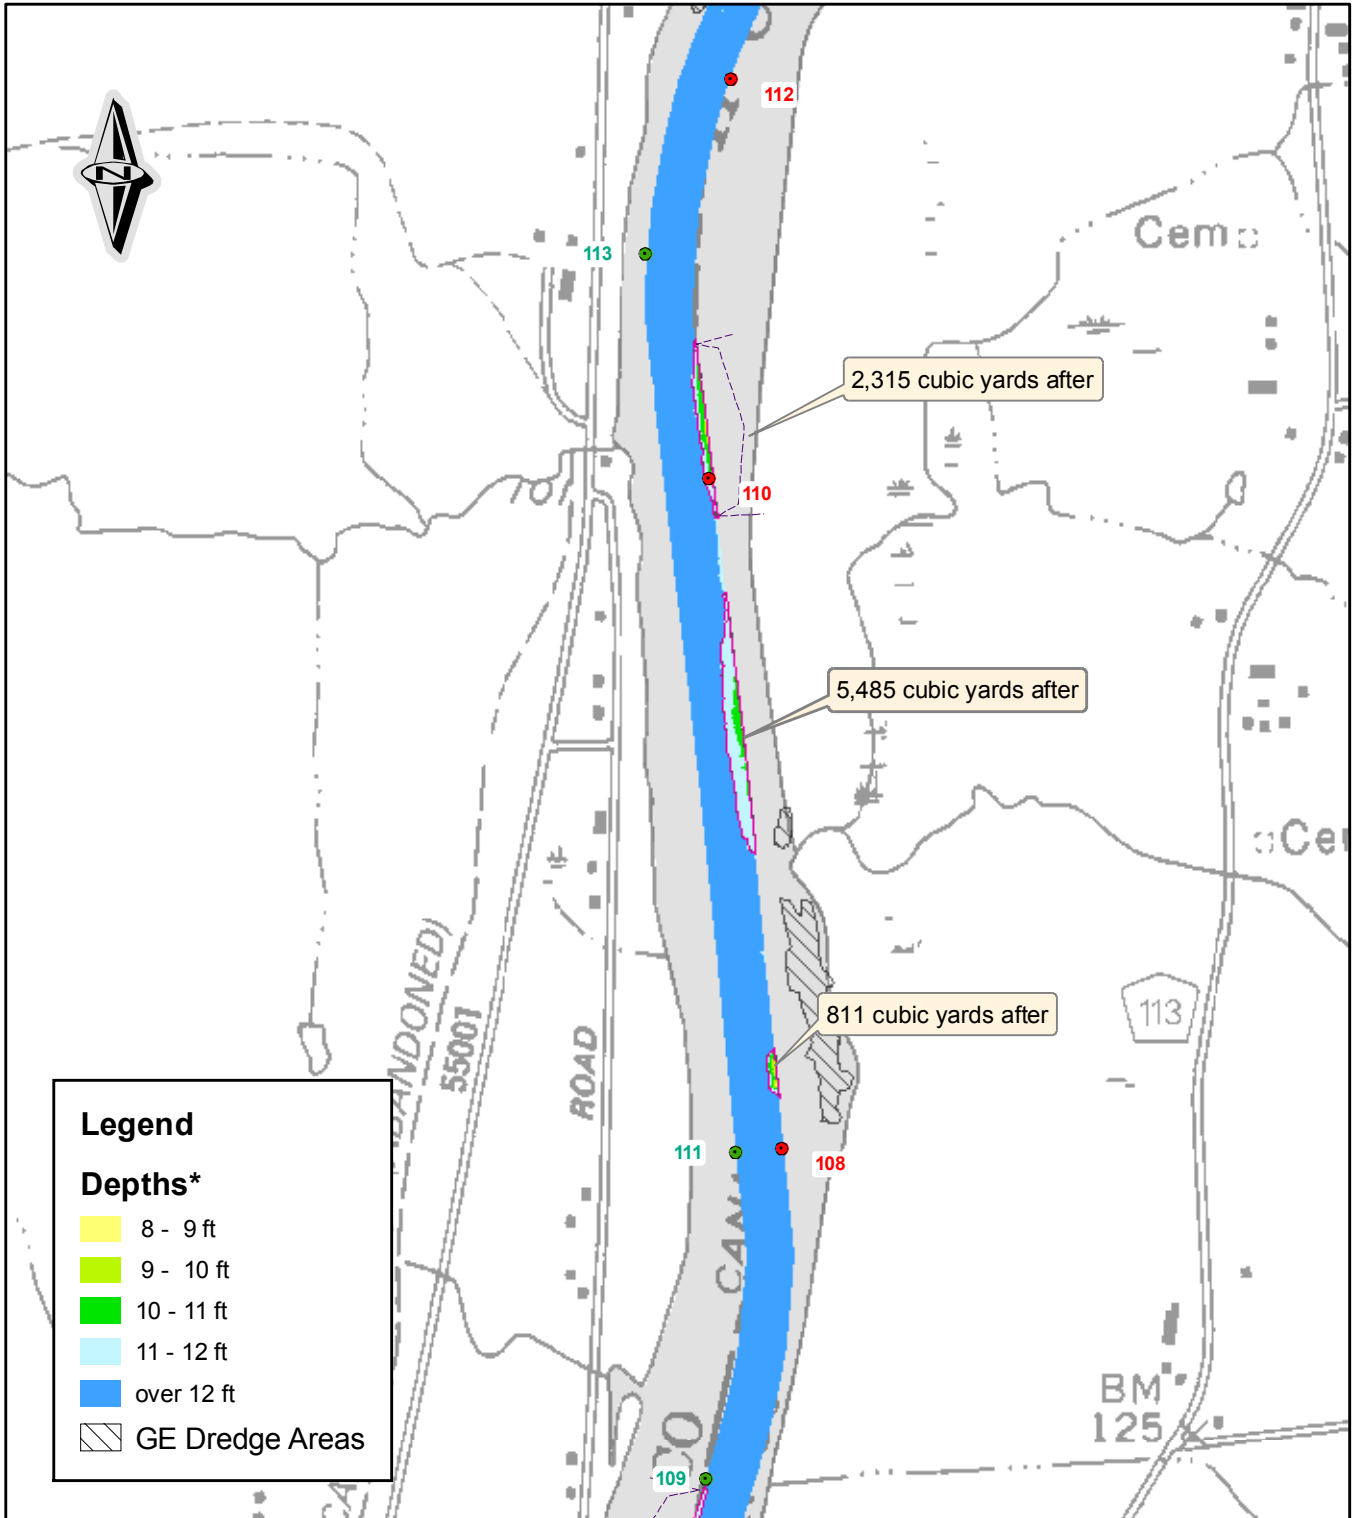 112
N
Cem
113
2,315 cubic yards after
110
5,485 cubic yards after
Ce
ABANDONED)
55001
ROAD
811 cubic yards after
113
111
108
CAN
Legend
Depths*
8 - 9 ft
9 - 10 ft
10 - 11 ft
11 - 12 ft
over 12 ft
GE Dredge Areas
BM
125
CO
109
CA